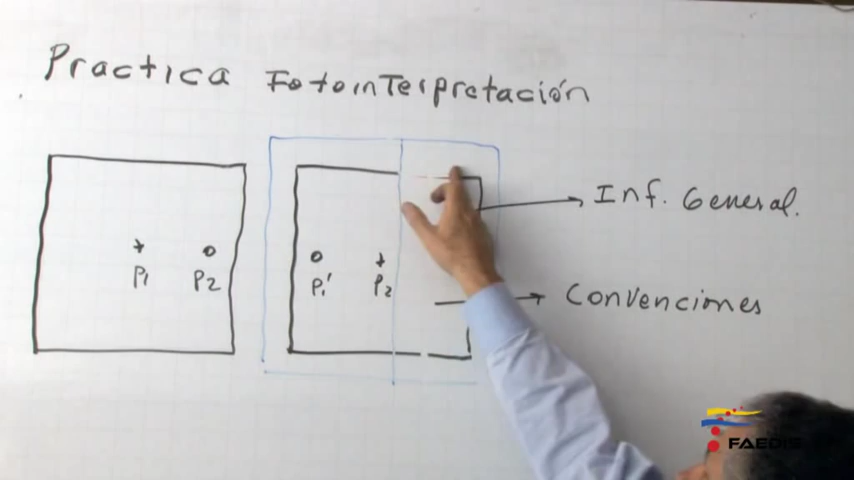 Practica Fotointerpretación
Inf. General.
+ o o +
P1 P2 P1' P2
Convenciones
FAEDIS